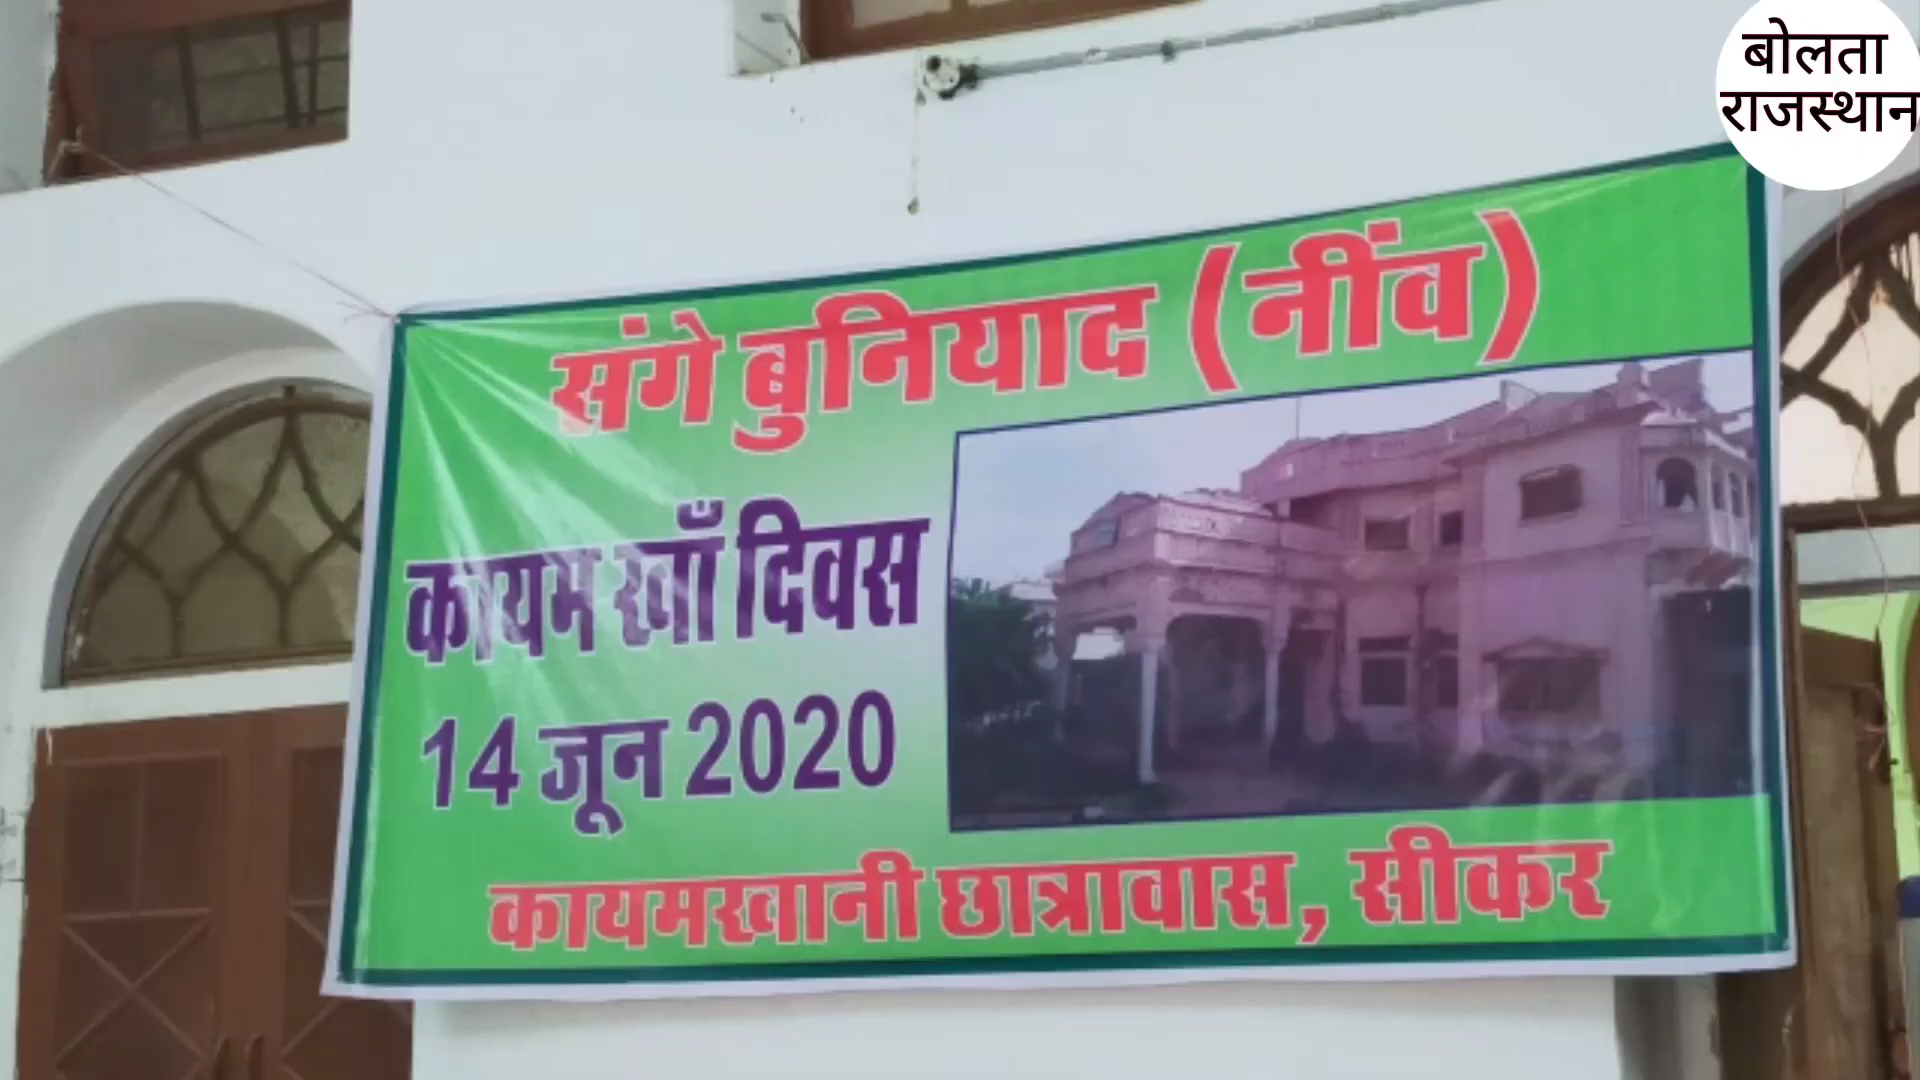 बोलता
राजस्थान
संगे बुनियाद (नींव)
कायम खाँ दिवस
14 जून 2020
कायमखानी छात्रावास, सीकर